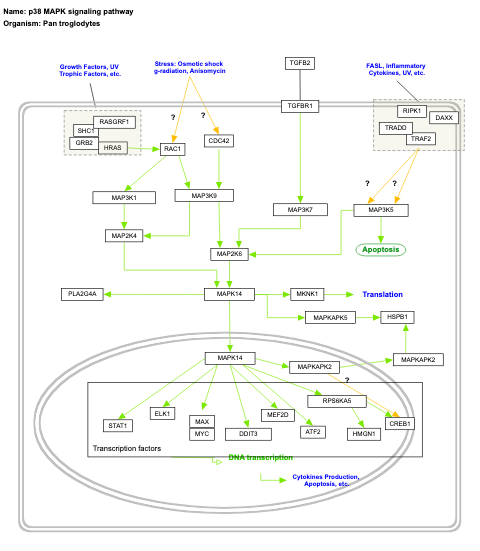 Name: p38 MAPK signaling pathway
Organism: Pan troglodytes
Growth Factors, UV
Trophic Factors, etc.
Stress: Osmotic shock
g-radiation, Anisomycin
TGFB2
FASL, Inflammatory
Cytokines, UV, etc.
TGFBR1
RASGRF1
SHC1
GRB2
HRAS
?
?
RAC1
CDC42
RIPK1
DAXX
TRADD
TRAF2
?
?
MAP3K1
MAP3K9
MAP3K7
MAP3K5
MAP2K4
MAP2K6
Apoptosis
PLA2G4A
MAPK14
MKNK1
Translation
MAPKAPK5
HSPB1
MAPK14
MAPKAPK2
MAPKAPK2
?
STAT1
ELK1
MAX
MYC
DDIT3
MEF2D
ATF2
RPS6KA5
HMGN1
CREB1
Transcription factors
DNA transcription
Cytokines Production,
Apoptosis, etc.